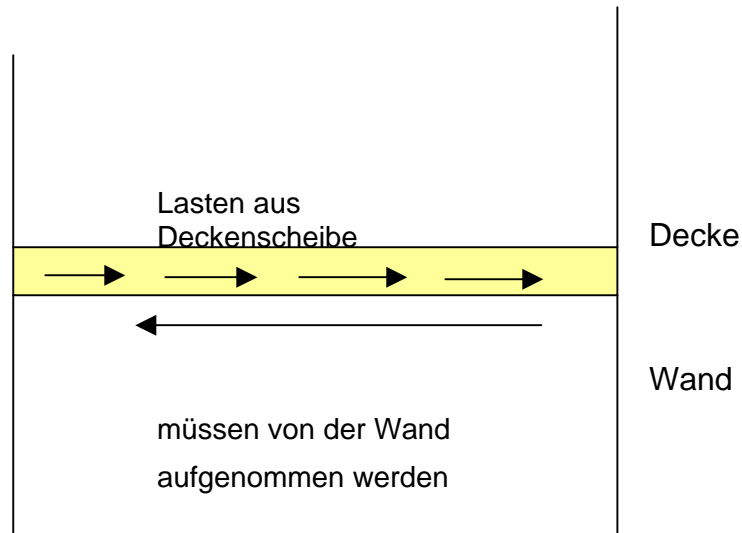 Lasten aus
Deckenscheibe
Decke
Wand
müssen von der Wand
aufgenommen werden